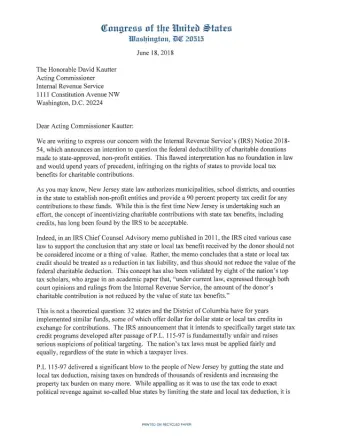 Congress of the United States
Washington, DC 20515
June 18, 2018
The Honorable David Kautter
Acting Commissioner
Internal Revenue Service
1111 Constitution Avenue NW
Washington, D.C. 20224
Dear Acting Commissioner Kautter:
We are writing to express our concern with the Internal Revenue Service's (IRS) Notice 2018-
54, which announces an intention to question the federal deductibility of charitable donations
made to state-approved, non-profit entities. This flawed interpretation has no foundation in law
and would upend years of precedent, infringing on the rights of states to provide local tax
benefits for charitable contributions.
As you may know, New Jersey state law authorizes municipalities, school districts, and counties
in the state to establish non-profit entities and provide a 90 percent property tax credit for any
contributions to these funds. While this is the first time New Jersey is undertaking such an
effort, the concept of incentivizing charitable contributions with state tax benefits, including
credits, has long been found by the IRS to be acceptable.
Indeed, in an IRS Chief Counsel Advisory memo published in 2011, the IRS cited various case
law to support the conclusion that any state or local tax benefit received by the donor should not
be considered income or a thing of value. Rather, the memo concludes that a state or local tax
credit should be treated as a reduction in tax liability, and thus should not reduce the value of the
federal charitable deduction. This concept has also been validated by eight of the nation's top
tax scholars, who argue in an academic paper that, "under current law, expressed through both
court opinions and rulings from the Internal Revenue Service, the amount of the donor's
charitable contribution is not reduced by the value of state tax benefits."
This is not a theoretical question: 32 states and the District of Columbia have for years
implemented similar funds, some of which offer dollar for dollar state or local tax credits in
exchange for contributions. The IRS announcement that it intends to specifically target state tax
credit programs developed after passage of P.L. 115-97 is fundamentally unfair and raises
serious suspicions of political targeting. The nation's tax laws must be applied fairly and
equally, regardless of the state in which a taxpayer lives.
P.L. 115-97 delivered a significant blow to the people of New Jersey by gutting the state and
local tax deduction, raising taxes on hundreds of thousands of residents and increasing the
property tax burden on many more. While appalling as it was to use the tax code to exact
political revenge against so-called blue states by limiting the state and local tax deduction, it is
PRINTED ON RECYCLED PAPER